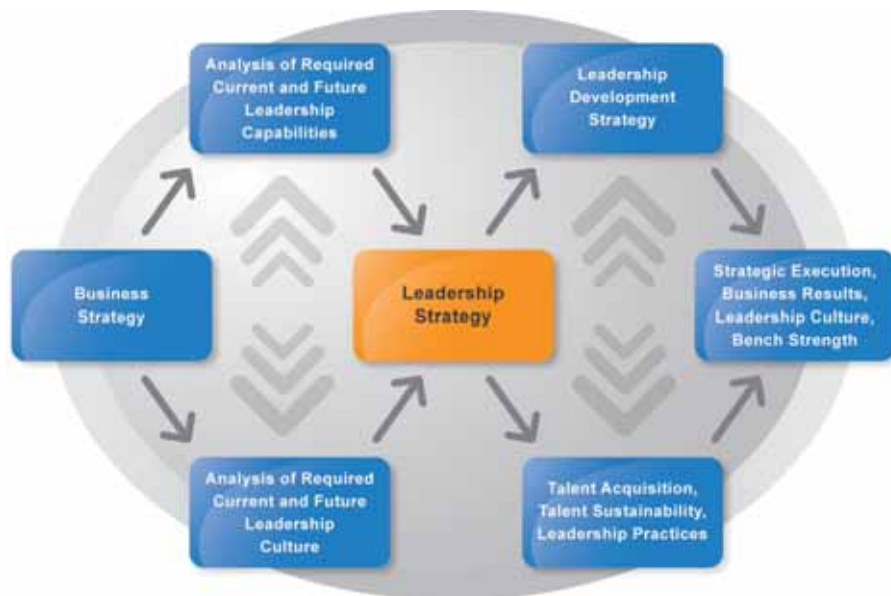 Analysis of Required
Current and Future
Leadership
Capabilities
Leadership
Development
Strategy
Business
Strategy
Leadership
Strategy
Strategic Execution,
Business Results,
Leadership Culture,
Bench Strength
Analysis of Required
Current and Future
Leadership
Culture
Talent Acquisition,
Talent Sustainability,
Leadership Practices